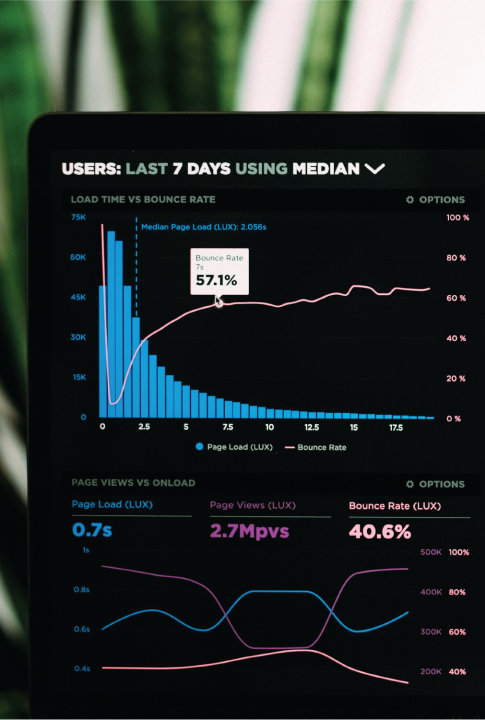 USERS: LAST 7 DAYS USING MEDIAN
LOAD TIME VS BOUNCE RATE
OPTIONS
75K
100 %
Median Page Load (LUX): 2.056s
60K
80 %
Bounce Rate
7s
57.1%
45K
60 %
30K
40 %
15K
20 %
0
0 %
0 2.5 5 7.5 10 12.5 15 17.5
Page Load (LUX) Bounce Rate
PAGE VIEWS VS ONLOAD
OPTIONS
Page Load (LUX) Page Views (LUX) Bounce Rate (LUX)
0.7s 2.7Mpvs 40.6%
1s 500K 100%
0.8s 400K 80%
0.6s 300K 60%
0.4s 200K 40%